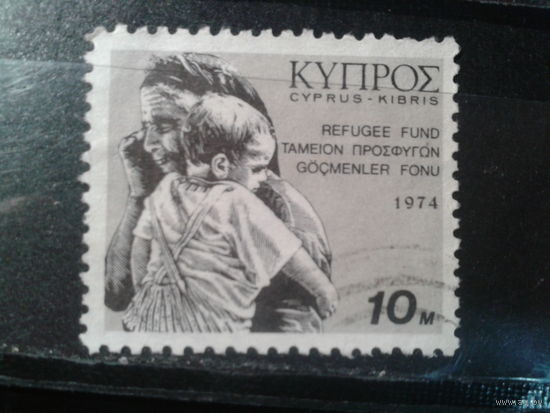 ΚΥΠΡΟΣ
CYPRUS - KIBRIS
REFUGEE FUND
ΤΑΜΕΙΟΝ ΠΡΟΣΦΥΓΩΝ
GÖÇMENLER FONU
1974
10 M